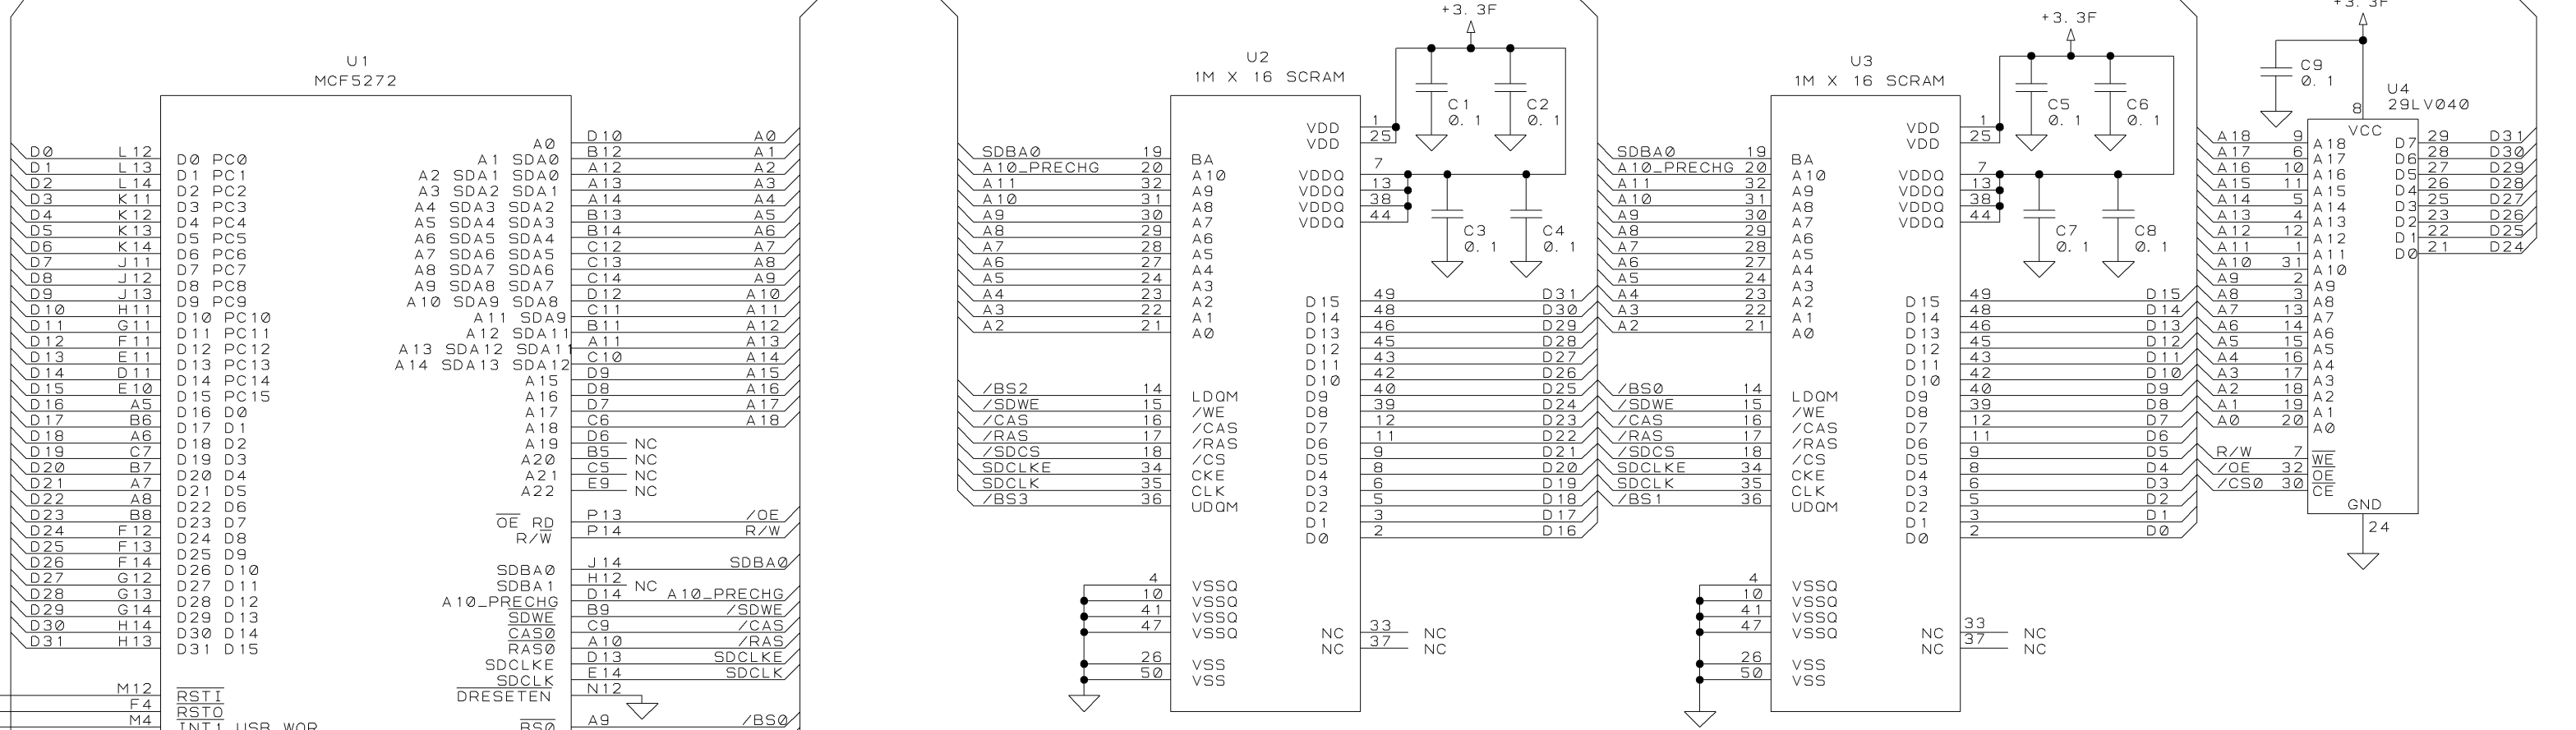 U1
MCF5272
D0 L12 D0 PC0
D1 L13 D1 PC1
D2 L14 D2 PC2
D3 K11 D3 PC3
D4 K12 D4 PC4
D5 K13 D5 PC5
D6 K14 D6 PC6
D7 J11 D7 PC7
D8 J12 D8 PC8
D9 J13 D9 PC9
D10 H11 D10 PC10
D11 G11 D11 PC11
D12 F11 D12 PC12
D13 E11 D13 PC13
D14 D11 D14 PC14
D15 E10 D15 PC15
D16 A5 D16 D0
D17 B6 D17 D1
D18 A6 D18 D2
D19 C7 D19 D3
D20 B7 D20 D4
D21 A7 D21 D5
D22 A8 D22 D6
D23 B8 D23 D7
D24 F12 D24 D8
D25 F13 D25 D9
D26 F14 D26 D10
D27 G12 D27 D11
D28 G13 D28 D12
D29 G14 D29 D13
D30 H14 D30 D14
D31 H13 D31 D15
M12 RSTI
F4 RSTO
M4 INT1 USB WOR
A0 D10 A0
A1 SDA0 B12 A1
A2 SDA1 SDA0 A12 A2
A3 SDA2 SDA1 A13 A3
A4 SDA3 SDA2 A14 A4
A5 SDA4 SDA3 B13 A5
A6 SDA5 SDA4 B14 A6
A7 SDA6 SDA5 C12 A7
A8 SDA7 SDA6 C13 A8
A9 SDA8 SDA7 C14 A9
A10 SDA9 SDA8 D12 A10
A11 SDA9 C11 A11
A12 SDA11 B11 A12
A13 SDA12 SDA11 A11 A13
A14 SDA13 SDA12 C10 A14
A15 D9 A15
A16 D8 A16
A17 D7 A17
A18 C6 A18
A19 D6 NC
A20 B5 NC
A21 C5 NC
A22 E9 NC
OE RD P13 /OE
R/W P14 R/W
SDBA0 J14 SDBA0
SDBA1 H12 NC
A10_PRECHG D14 A10_PRECHG
SDWE B9 /SDWE
CAS0 C9 /CAS
RAS0 A10 /RAS
SDCLKE D13 SDCLKE
SDCLK E14 SDCLK
DRESETEN N12
BS0 A9 /BS0
U2
1M X 16 SCRAM
SDBA0 19 BA
A10_PRECHG 20 A10
A11 32 A9
A10 31 A8
A9 30 A7
A8 29 A6
A7 28 A5
A6 27 A4
A5 24 A3
A4 23 A2
A3 22 A1
A2 21 A0
/BS2 14 LDQM
/SDWE 15 /WE
/CAS 16 /CAS
/RAS 17 /RAS
/SDCS 18 /CS
SDCLKE 34 CKE
SDCLK 35 CLK
/BS3 36 UDQM
4 VSSQ
10 VSSQ
41 VSSQ
47 VSSQ
26 VSS
50 VSS
+3.3F
C1 0.1
C2 0.1
VDD 1
VDD 25
VDDQ 7
VDDQ 13
VDDQ 38
VDDQ 44
C3 0.1
C4 0.1
D15 49 D31
D14 48 D30
D13 46 D29
D12 45 D28
D11 43 D27
D10 42 D26
D9 40 D25
D8 39 D24
D7 12 D23
D6 11 D22
D5 9 D21
D4 8 D20
D3 6 D19
D2 5 D18
D1 3 D17
D0 2 D16
NC 33 NC
NC 37 NC
U3
1M X 16 SCRAM
SDBA0 19 BA
A10_PRECHG 20 A10
A11 32 A9
A10 31 A8
A9 30 A7
A8 29 A6
A7 28 A5
A6 27 A4
A5 24 A3
A4 23 A2
A3 22 A1
A2 21 A0
/BS0 14 LDQM
/SDWE 15 /WE
/CAS 16 /CAS
/RAS 17 /RAS
/SDCS 18 /CS
SDCLKE 34 CKE
SDCLK 35 CLK
/BS1 36 UDQM
4 VSSQ
10 VSSQ
41 VSSQ
47 VSSQ
26 VSS
50 VSS
+3.3F
C5 0.1
C6 0.1
VDD 1
VDD 25
VDDQ 7
VDDQ 13
VDDQ 38
VDDQ 44
C7 0.1
C8 0.1
D15 49 D15
D14 48 D14
D13 46 D13
D12 45 D12
D11 43 D11
D10 42 D10
D9 40 D9
D8 39 D8
D7 12 D7
D6 11 D6
D5 9 D5
D4 8 D4
D3 6 D3
D2 5 D2
D1 3 D1
D0 2 D0
NC 33 NC
NC 37 NC
+3.3F
C9
0.1
U4
29LV040
8
VCC
A18 9 A18
A17 6 A17
A16 10 A16
A15 11 A15
A14 5 A14
A13 4 A13
A12 12 A12
A11 1 A11
A10 31 A10
A9 2 A9
A8 3 A8
A7 13 A7
A6 14 A6
A5 15 A5
A4 16 A4
A3 17 A3
A2 18 A2
A1 19 A1
A0 20 A0
R/W 7 WE
/OE 32 OE
/CS0 30 CE
D7 29 D31
D6 28 D30
D5 27 D29
D4 26 D28
D3 25 D27
D2 23 D26
D1 22 D25
D0 21 D24
GND
24